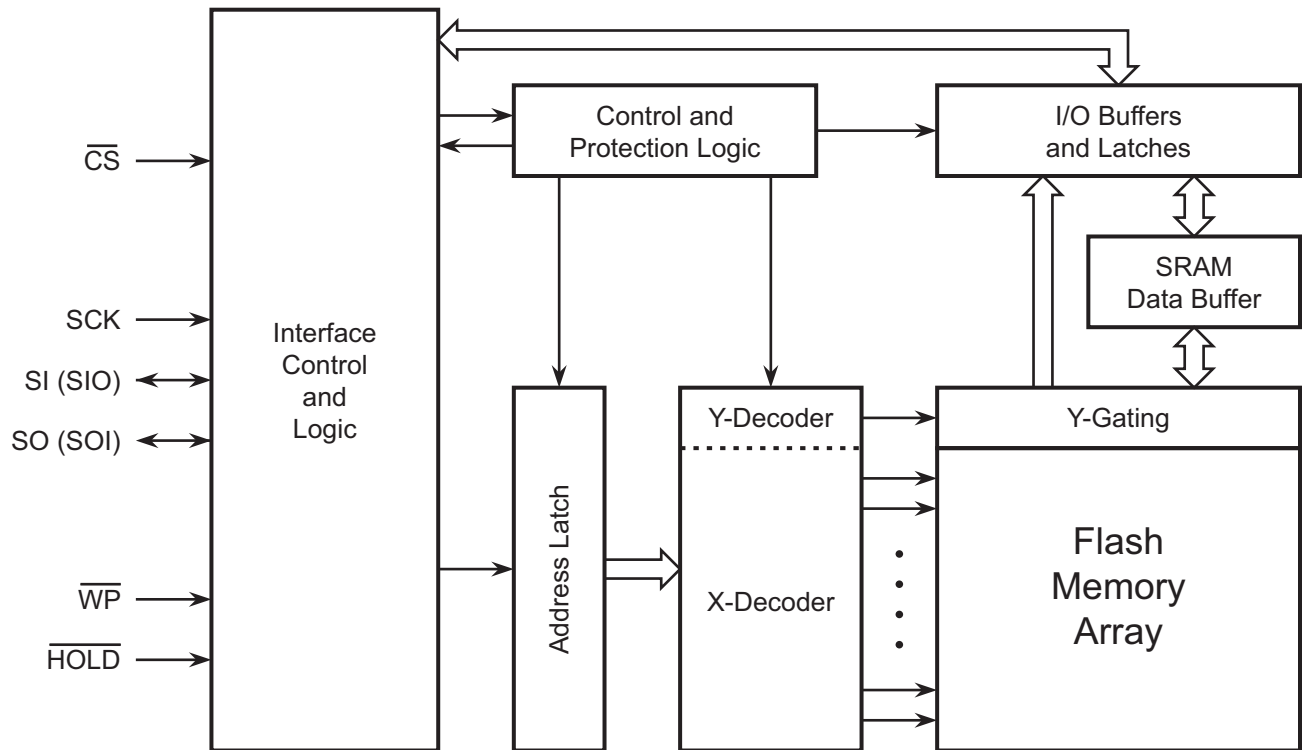 Control and
Protection Logic
I/O Buffers
and Latches
CS
SRAM
Data Buffer
SCK
SI (SIO)
SO (SOI)
Interface
Control
and
Logic
Y-Decoder
Y-Gating
Address Latch
X-Decoder
Flash
Memory
Array
WP
HOLD